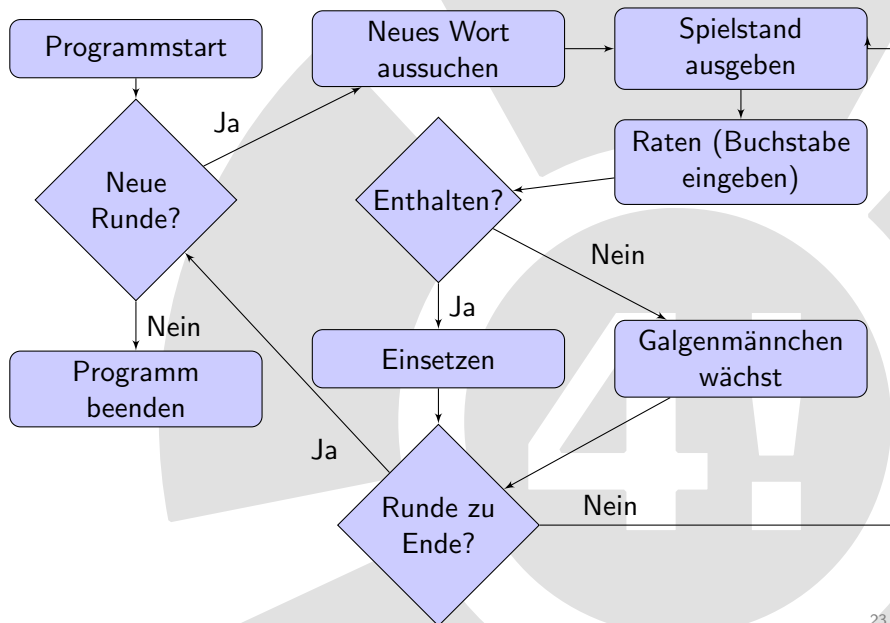 Programmstart
Neues Wort
aussuchen
Spielstand
ausgeben
Ja
Raten (Buchstabe
eingeben)
Neue
Runde?
Enthalten?
Nein
Nein
Ja
Programm
beenden
Einsetzen
Galgenmännchen
wächst
Ja
Runde zu
Ende?
Nein
4!
23